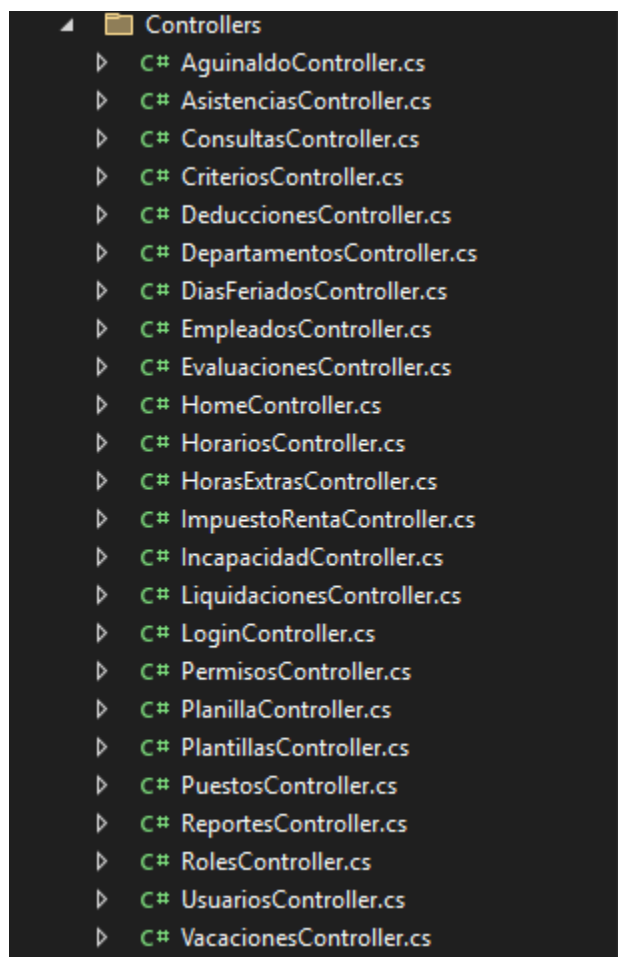 Controllers
C# AguinaldoController.cs
C# AsistenciasController.cs
C# ConsultasController.cs
C# CriteriosController.cs
C# DeduccionesController.cs
C# DepartamentosController.cs
C# DiasFeriadosController.cs
C# EmpleadosController.cs
C# EvaluacionesController.cs
C# HomeController.cs
C# HorariosController.cs
C# HorasExtrasController.cs
C# ImpuestoRentaController.cs
C# IncapacidadController.cs
C# LiquidacionesController.cs
C# LoginController.cs
C# PermisosController.cs
C# PlanillaController.cs
C# PlantillasController.cs
C# PuestosController.cs
C# ReportesController.cs
C# RolesController.cs
C# UsuariosController.cs
C# VacacionesController.cs